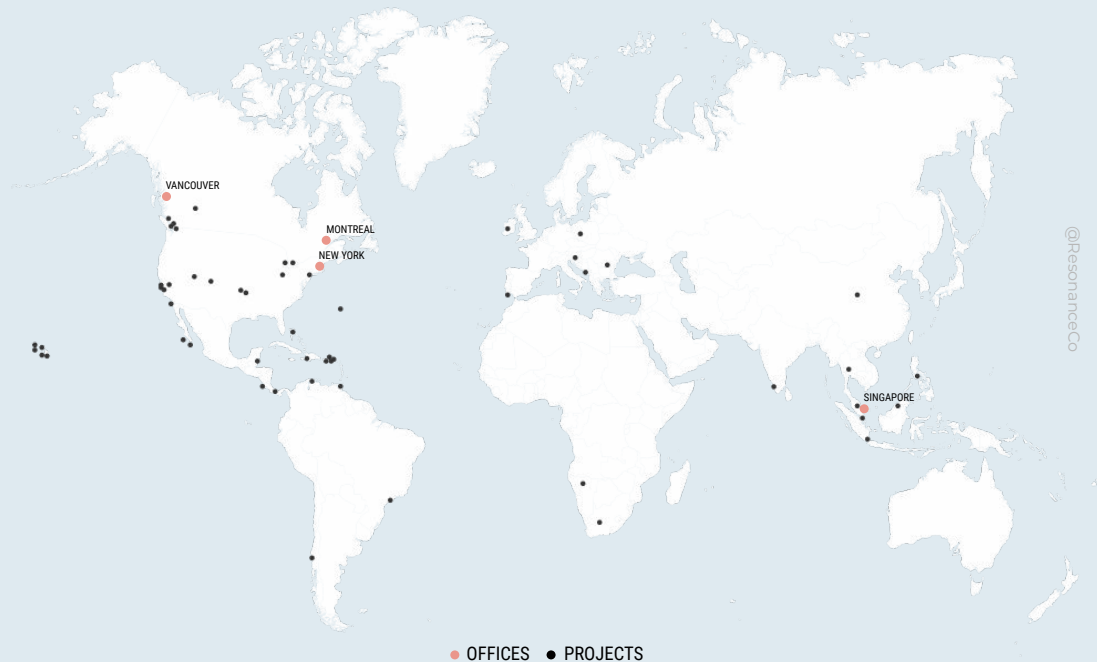 VANCOUVER
MONTREAL
NEW YORK
@ResonanceCo
SINGAPORE
OFFICES PROJECTS